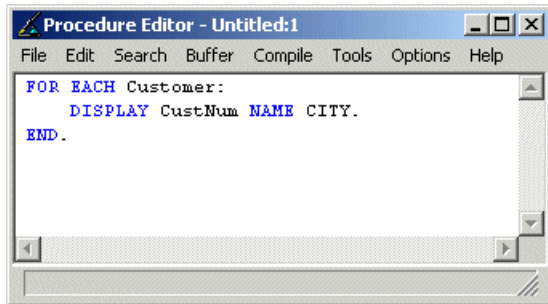 Procedure Editor - Untitled:1
File Edit Search Buffer Compile Tools Options Help
FOR EACH Customer:
    DISPLAY CustNum NAME CITY.
END.